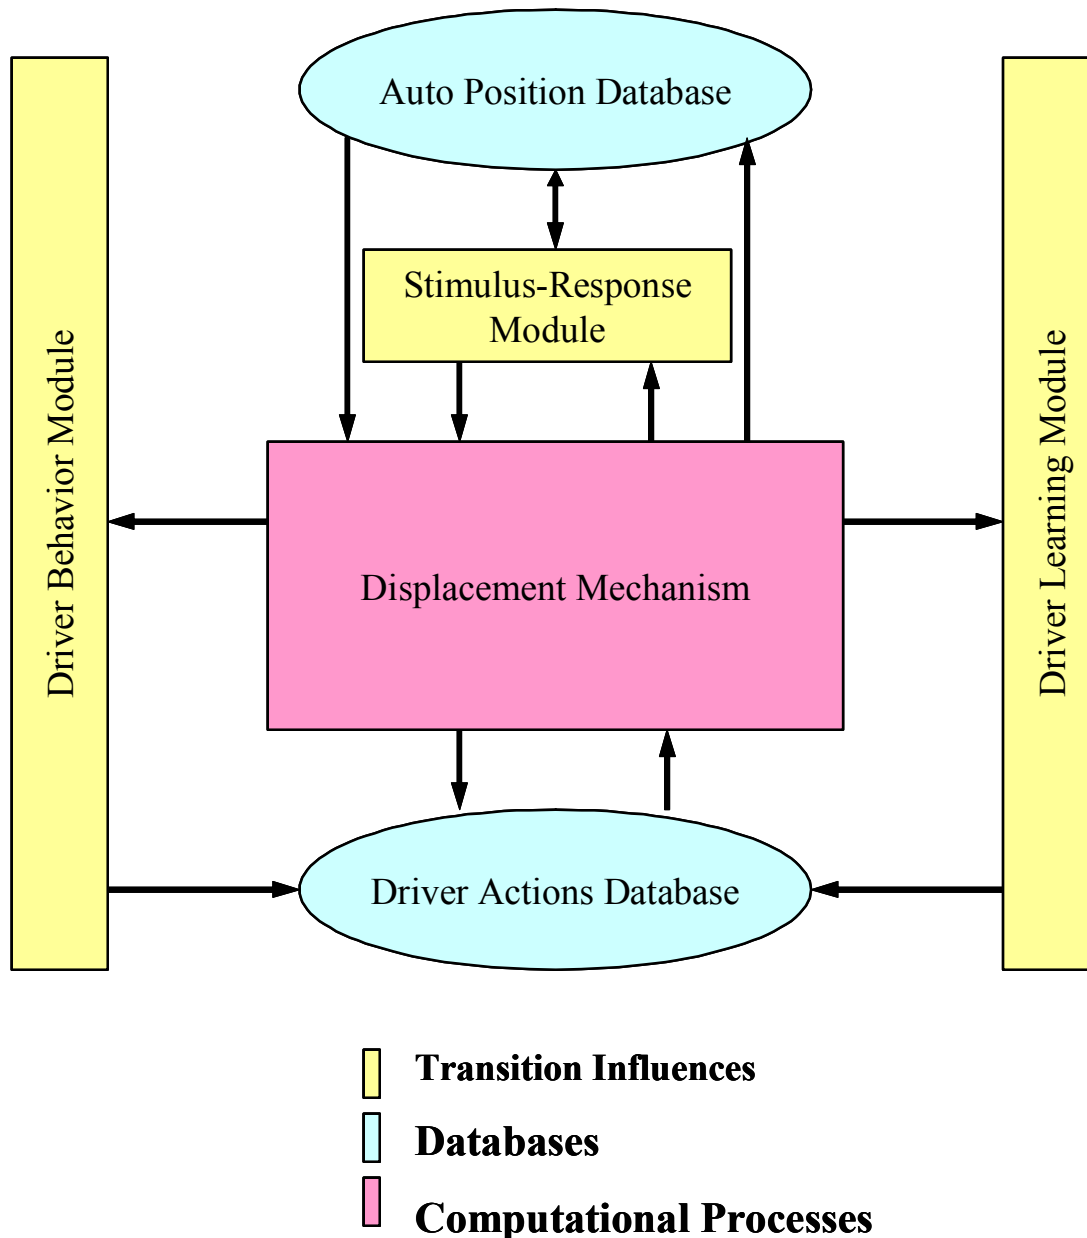 Auto Position Database
Stimulus-Response
Module
Driver Behavior Module
Displacement Mechanism
Driver Learning Module
Driver Actions Database
Transition Influences
Databases
Computational Processes